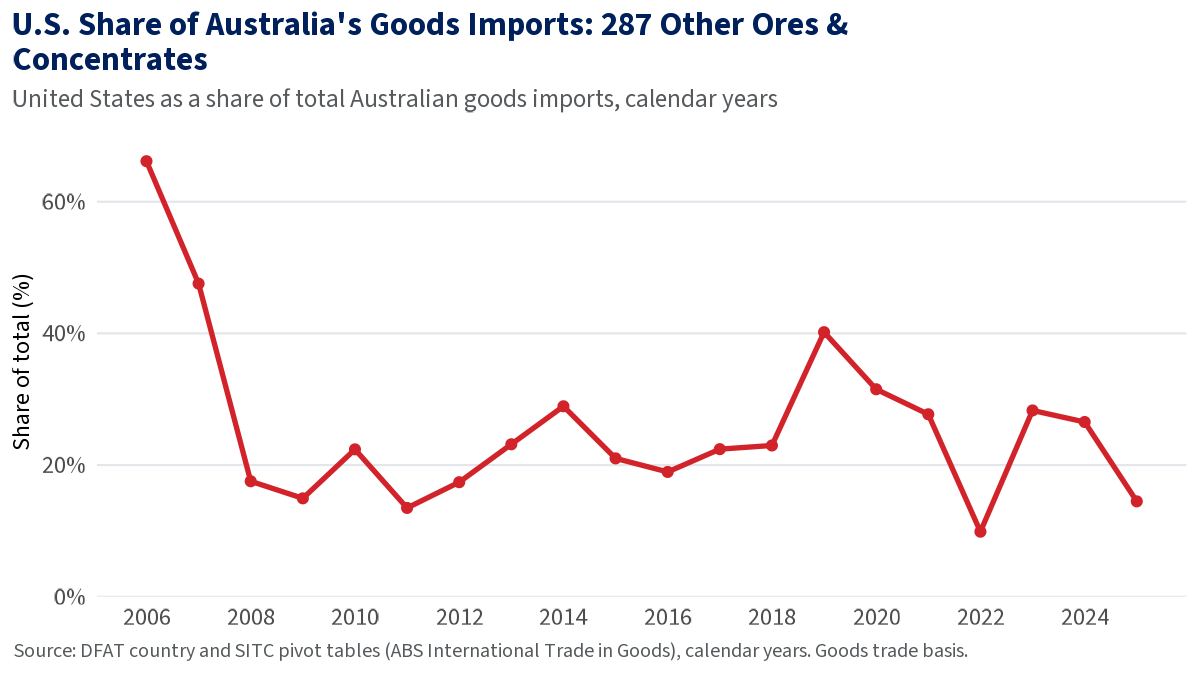 U.S. Share of Australia's Goods Imports: 287 Other Ores &
Concentrates
United States as a share of total Australian goods imports, calendar years
Share of total (%)
60%
40%
20%
0%
2006 2008 2010 2012 2014 2016 2018 2020 2022 2024
Source: DFAT country and SITC pivot tables (ABS International Trade in Goods), calendar years. Goods trade basis.